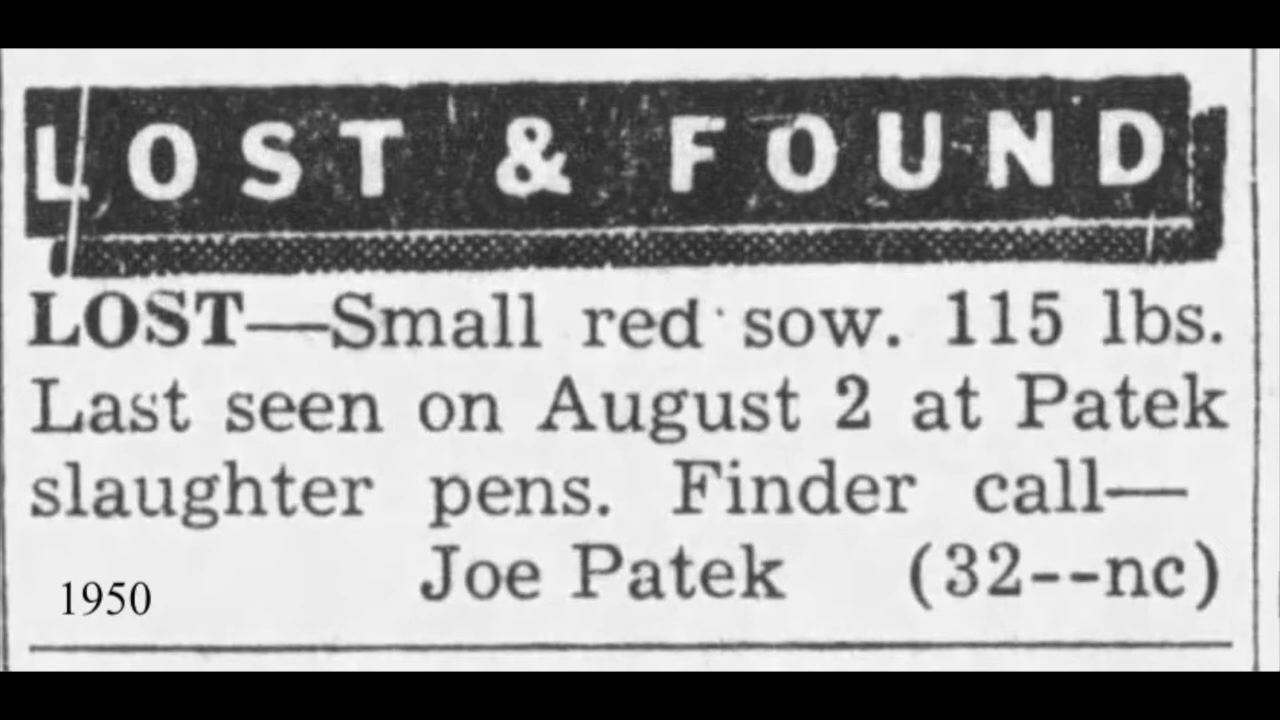 LOST & FOUND
LOST—Small red sow. 115 lbs.
Last seen on August 2 at Patek
slaughter pens. Finder call—
Joe Patek (32--nc)
1950